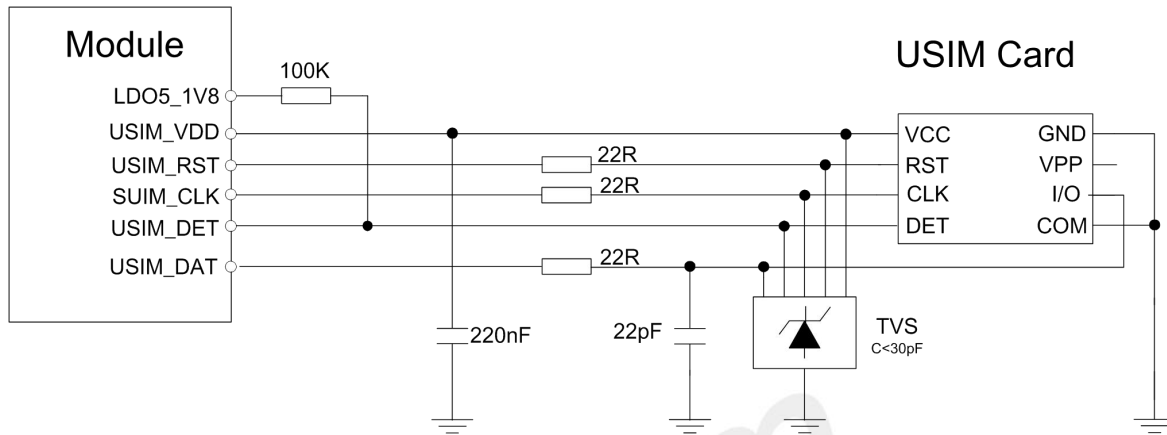 Module
USIM Card
100K
LDO5_1V8
USIM_VDD
VCC
GND
USIM_RST
22R
RST
VPP
SUIM_CLK
22R
CLK
I/O
USIM_DET
DET
COM
USIM_DAT
22R
220nF
22pF
TVS
C<30pF